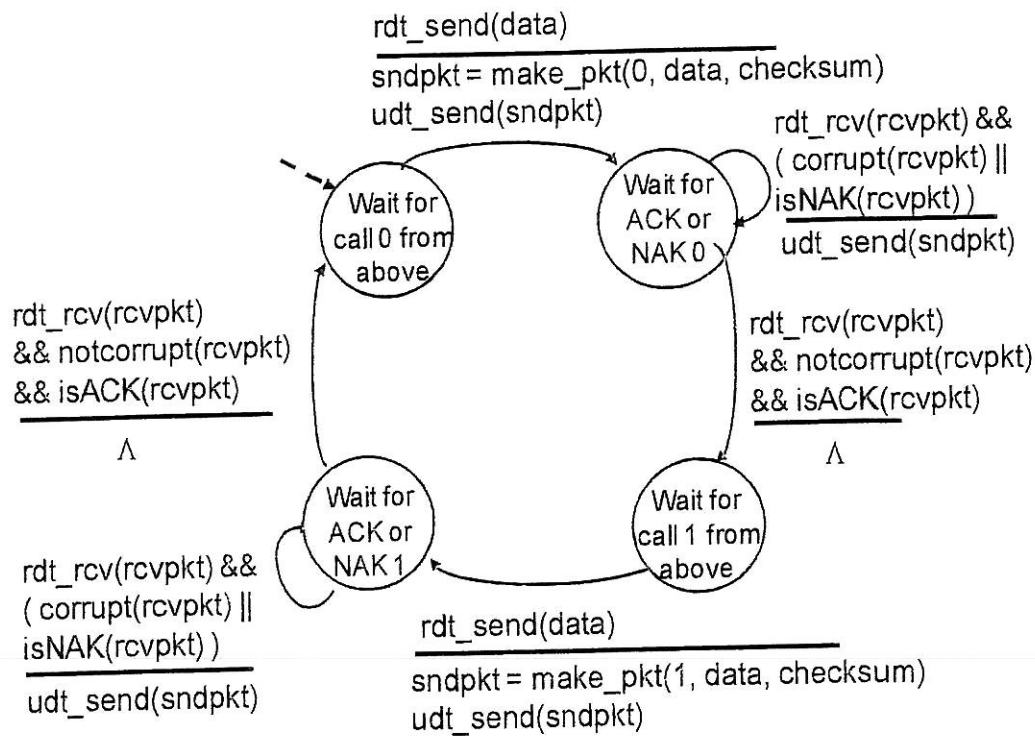 rdt_send(data)
sndpkt = make_pkt(0, data, checksum)
udt_send(sndpkt)
rdt_rcv(rcvpkt) &&
( corrupt(rcvpkt) ||
isNAK(rcvpkt) )
udt_send(sndpkt)
Wait for
call 0 from
above
Wait for
ACK or
NAK 0
rdt_rcv(rcvpkt)
&& notcorrupt(rcvpkt)
&& isACK(rcvpkt)
Λ
rdt_rcv(rcvpkt)
&& notcorrupt(rcvpkt)
&& isACK(rcvpkt)
Λ
Wait for
ACK or
NAK 1
Wait for
call 1 from
above
rdt_rcv(rcvpkt) &&
( corrupt(rcvpkt) ||
isNAK(rcvpkt) )
udt_send(sndpkt)
rdt_send(data)
sndpkt = make_pkt(1, data, checksum)
udt_send(sndpkt)